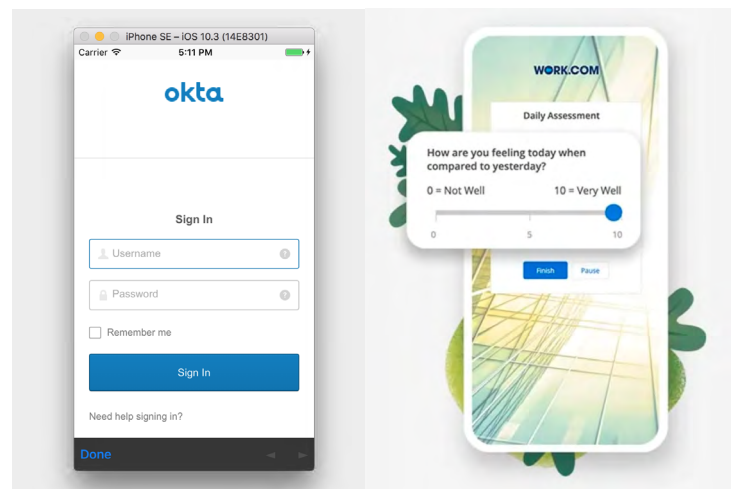 iPhone SE – iOS 10.3 (14E8301)
Carrier 5:11 PM
okta
Sign In
Username
Password
Remember me
Sign In
Need help signing in?
Done
WORK.COM
Daily Assessment
How are you feeling today when
compared to yesterday?
0 = Not Well 10 = Very Well
0 5 10
Finish Pause